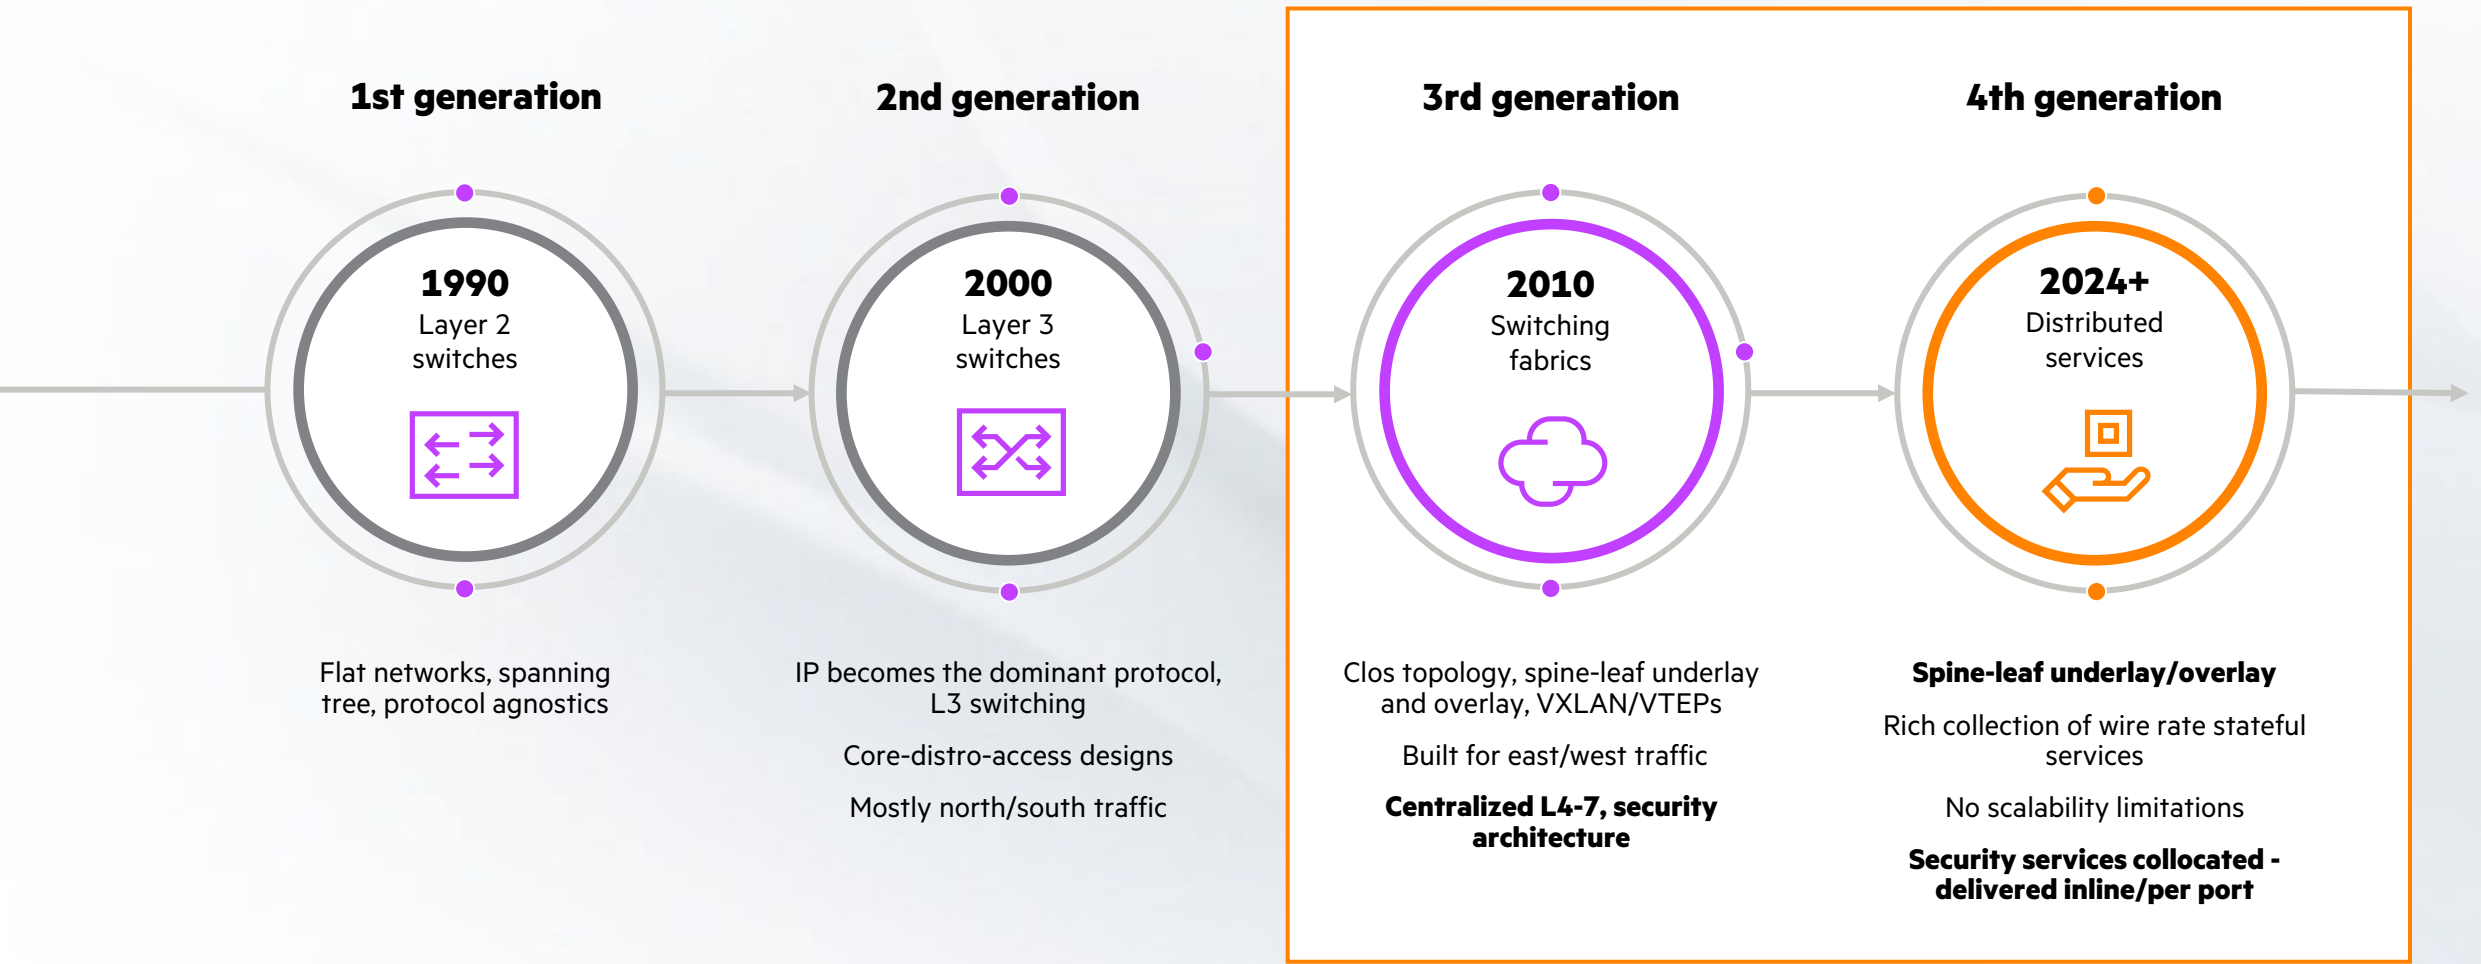 1st generation
1990
Layer 2
switches
Flat networks, spanning
tree, protocol agnostics
2nd generation
2000
Layer 3
switches
IP becomes the dominant protocol,
L3 switching
Core-distro-access designs
Mostly north/south traffic
3rd generation
2010
Switching
fabrics
Clos topology, spine-leaf underlay
and overlay, VXLAN/VTEPs
Built for east/west traffic
Centralized L4-7, security
architecture
4th generation
2024+
Distributed
services
Spine-leaf underlay/overlay
Rich collection of wire rate stateful
services
No scalability limitations
Security services collocated -
delivered inline/per port